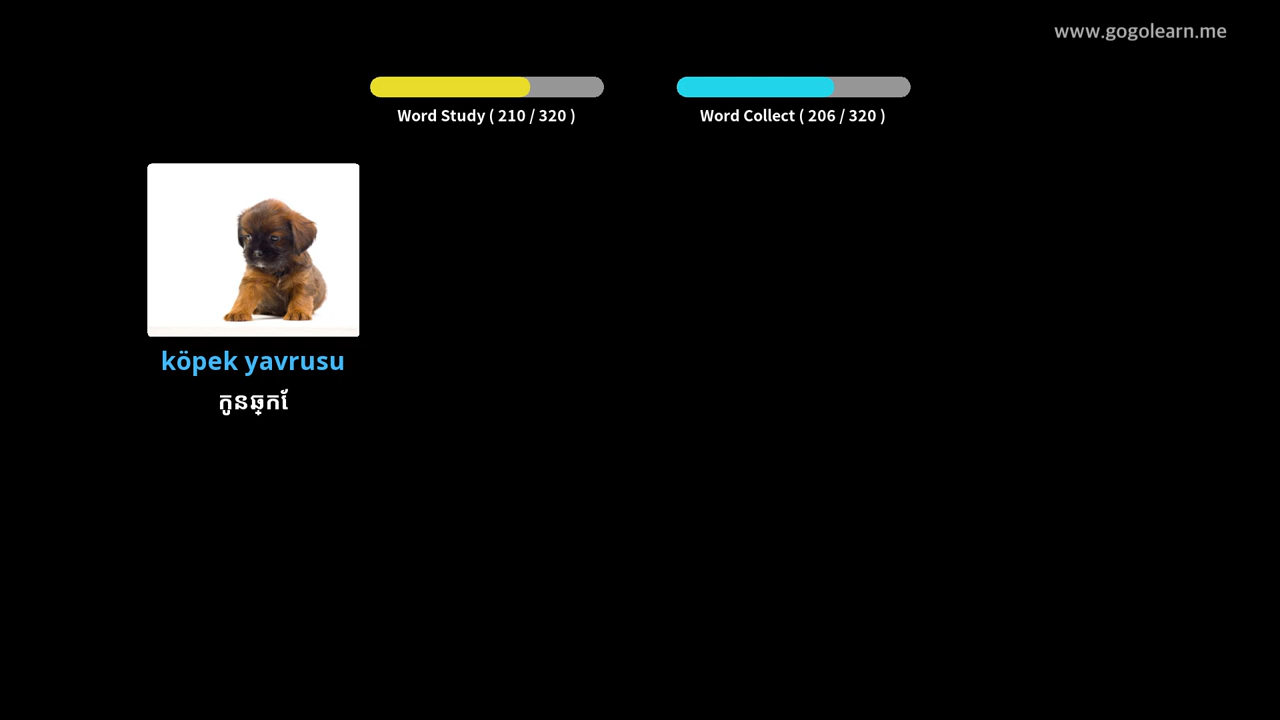 www.gogolearn.me
Word Study ( 210 / 320 )
Word Collect ( 206 / 320 )
köpek yavrusu
កូនឆ្កែ